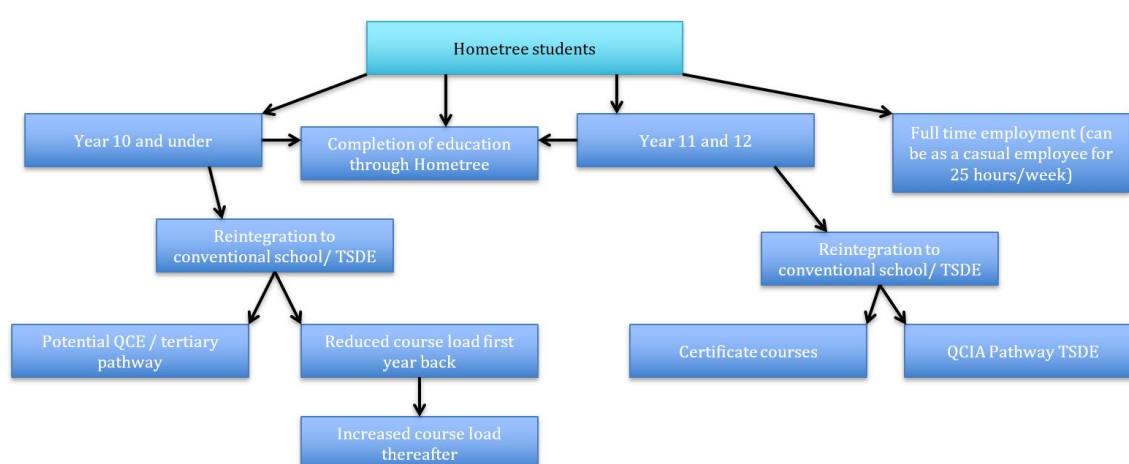 Hometree students
Year 10 and under
Completion of education
through Hometree
Year 11 and 12
Full time employment (can
be as a casual employee for
25 hours/week)
Reintegration to
conventional school/ TSDE
Reintegration to
conventional school/ TSDE
Potential QCE / tertiary
pathway
Reduced course load first
year back
Certificate courses
QCIA Pathway TSDE
Increased course load
thereafter